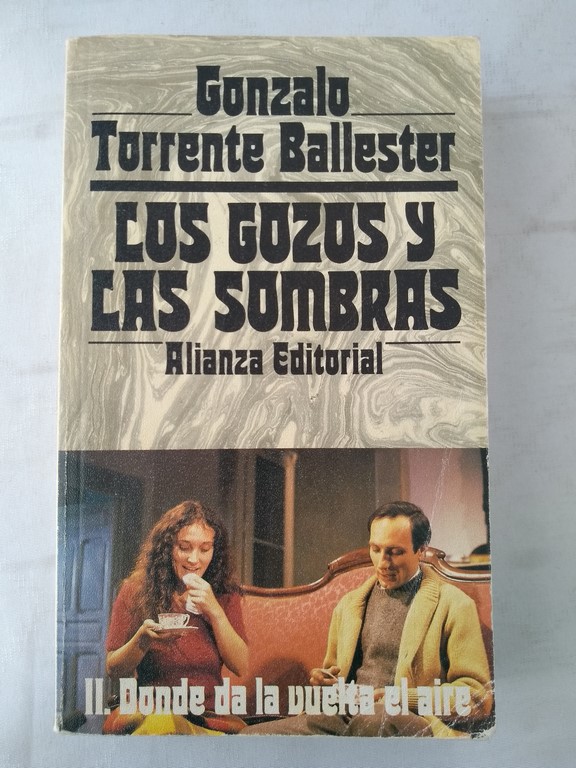 Gonzalo
Torrente Ballester
LOS GOZOS Y
LAS SOMBRAS
Alianza Editorial
II. Donde da la vuelta el aire